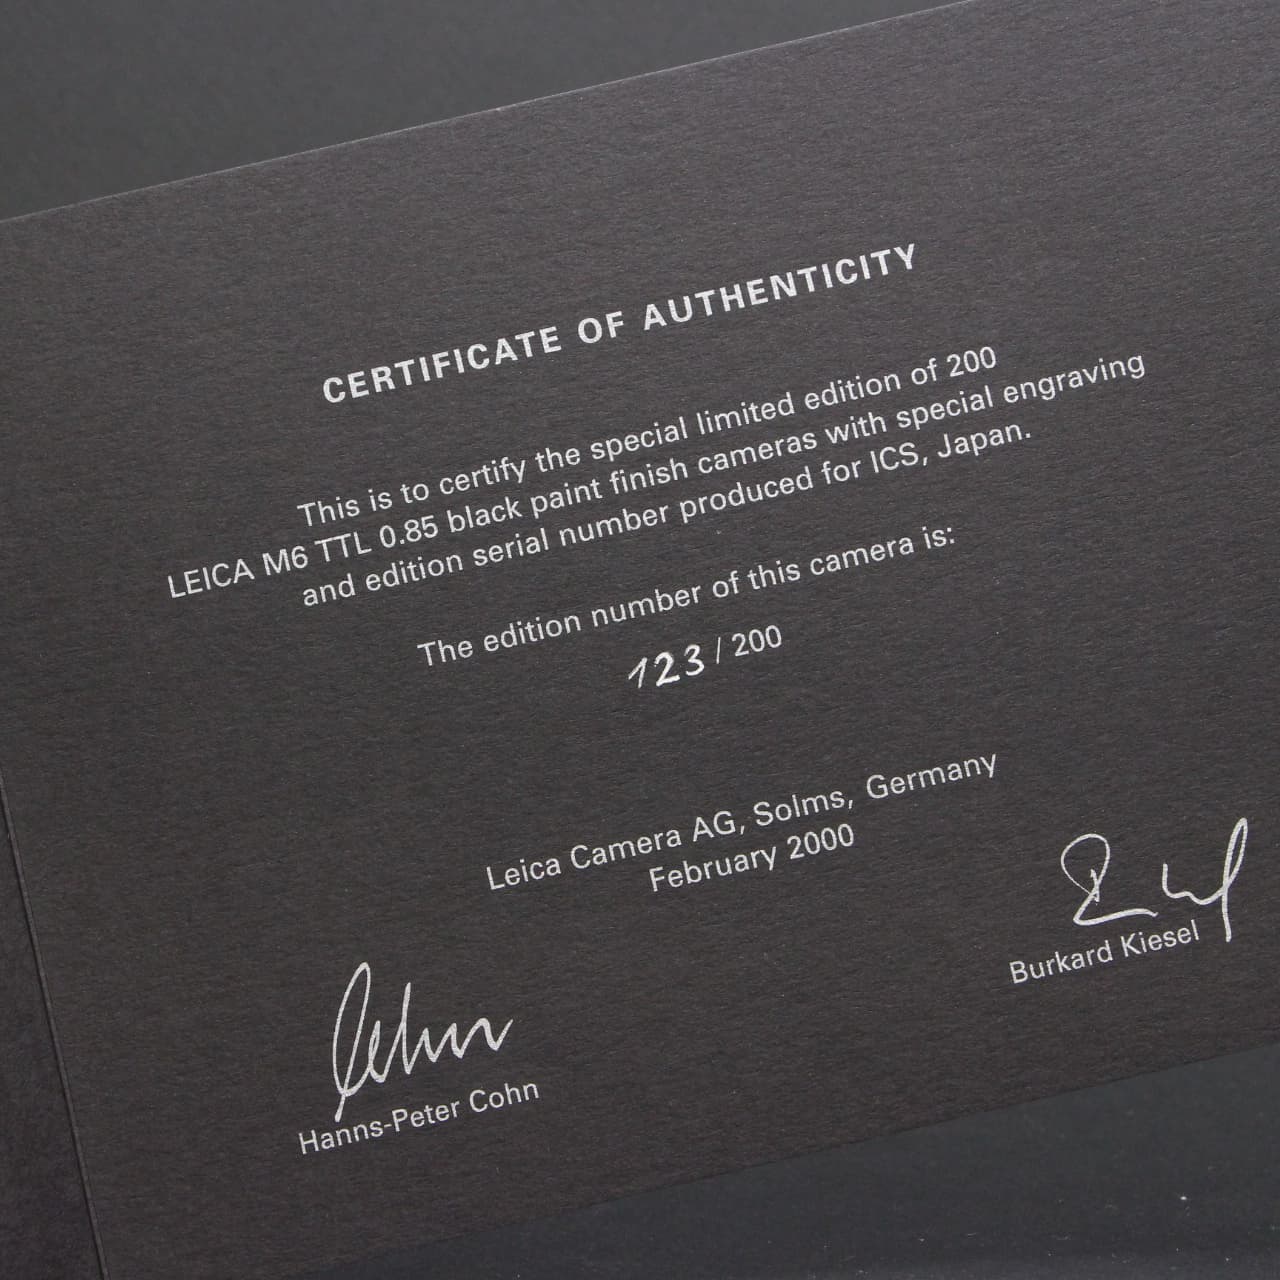 CERTIFICATE OF AUTHENTICITY
This is to certify the special limited edition of 200
LEICA M6 TTL 0.85 black paint finish cameras with special engraving
and edition serial number produced for ICS, Japan.
The edition number of this camera is:
123 / 200
Leica Camera AG, Solms, Germany
February 2000
Burkard Kiesel
Hanns-Peter Cohn